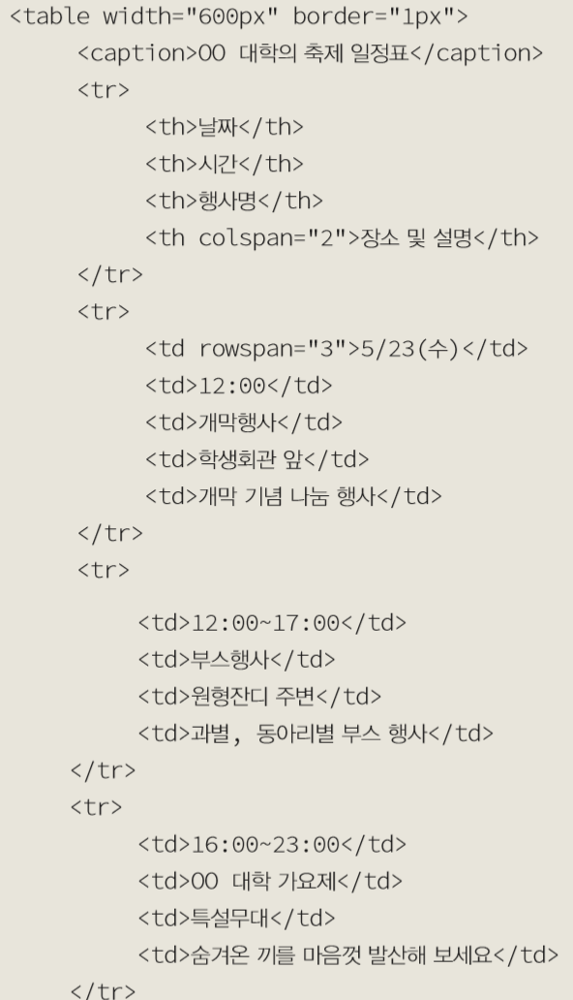 <table width="600px" border="1px">
<caption>OO 대학의 축제 일정표</caption>
<tr>
<th>날짜</th>
<th>시간</th>
<th>행사명</th>
<th colspan="2">장소 및 설명</th>
</tr>
<tr>
<td rowspan="3">5/23(수)</td>
<td>12:00</td>
<td>개막행사</td>
<td>학생회관 앞</td>
<td>개막 기념 나눔 행사</td>
</tr>
<tr>
<td>12:00~17:00</td>
<td>부스행사</td>
<td>원형잔디 주변</td>
<td>과별, 동아리별 부스 행사</td>
</tr>
<tr>
<td>16:00~23:00</td>
<td>OO 대학 가요제</td>
<td>특설무대</td>
<td>숨겨온 끼를 마음껏 발산해 보세요</td>
</tr>